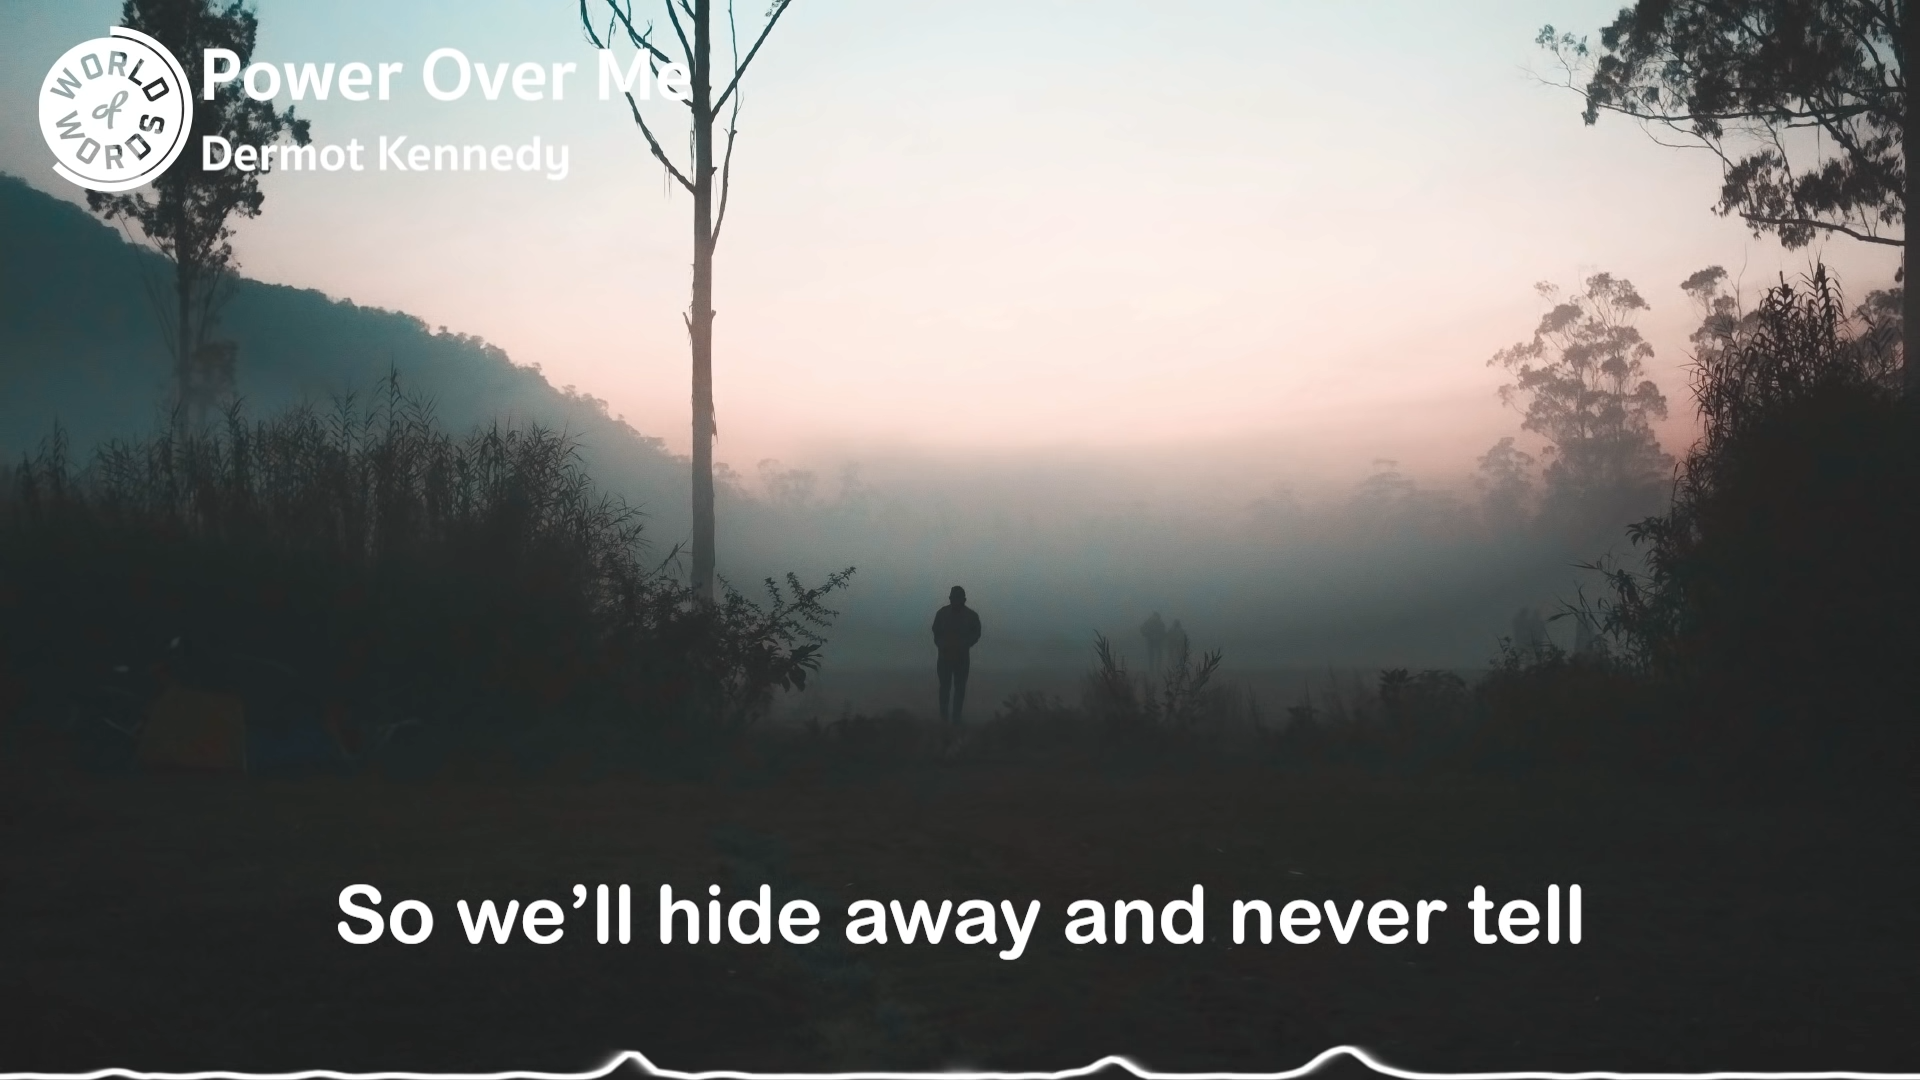 WORLD
of
WORDS
Power Over Me
Dermot Kennedy
So we’ll hide away and never tell